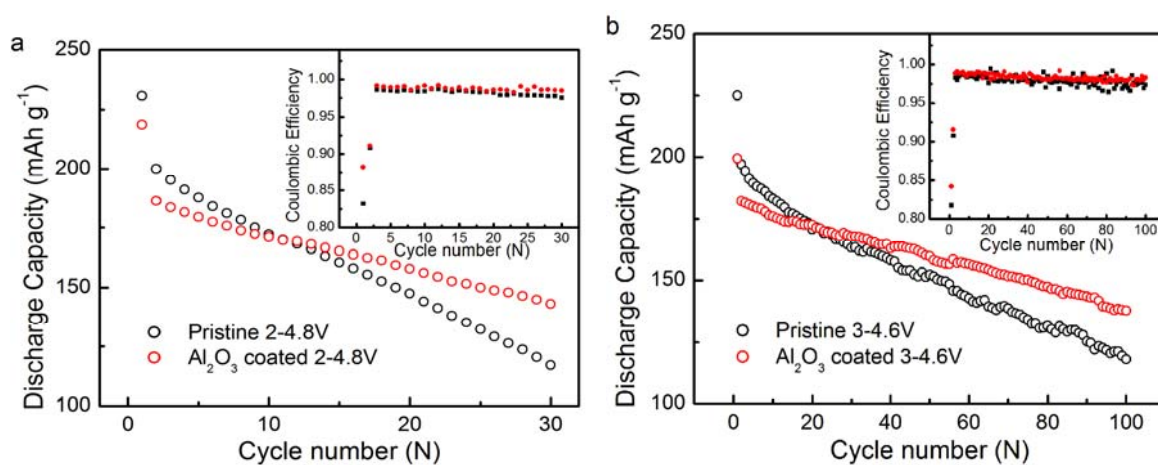 a
250
200
150
100
Discharge Capacity (mAh g⁻¹)
0
10
20
30
Cycle number (N)
Pristine 2-4.8V
Al₂O₃ coated 2-4.8V
1.00
0.95
0.90
0.85
0.80
Coulombic Efficiency
0 5 10 15 20 25 30
Cycle number (N)
b
250
200
150
100
Discharge Capacity (mAh g⁻¹)
0 20 40 60 80 100
Cycle number (N)
Pristine 3-4.6V
Al₂O₃ coated 3-4.6V
1.00
0.95
0.90
0.85
0.80
Coulombic Efficiency
0 20 40 60 80 100
Cycle number (N)